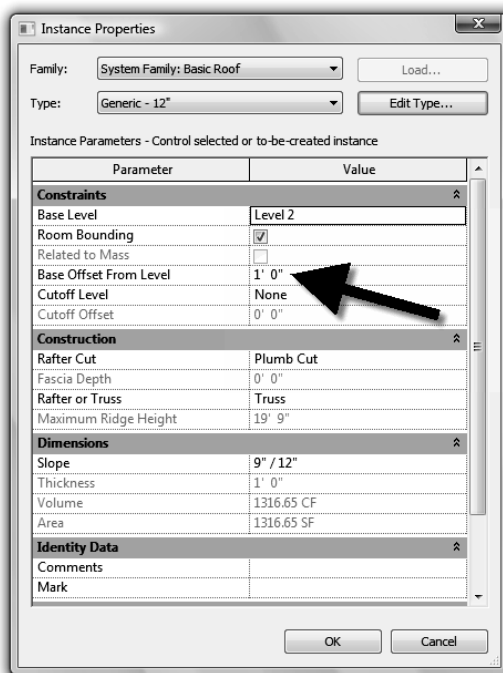 Instance Properties
Family: System Family: Basic Roof Load...
Type: Generic - 12" Edit Type...
Instance Parameters - Control selected or to-be-created instance
Parameter Value
Constraints
Base Level Level 2
Room Bounding
Related to Mass
Base Offset From Level 1' 0"
Cutoff Level None
Cutoff Offset 0' 0"
Construction
Rafter Cut Plumb Cut
Fascia Depth 0' 0"
Rafter or Truss Truss
Maximum Ridge Height 19' 9"
Dimensions
Slope 9" / 12"
Thickness 1' 0"
Volume 1316.65 CF
Area 1316.65 SF
Identity Data
Comments
Mark
OK Cancel